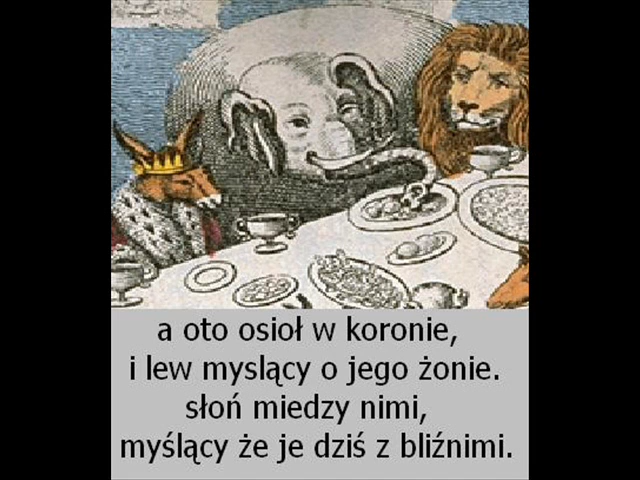 a oto osioł w koronie,
i lew myslący o jego żonie.
słoń miedzy nimi,
myślący że je dziś z bliźnimi.